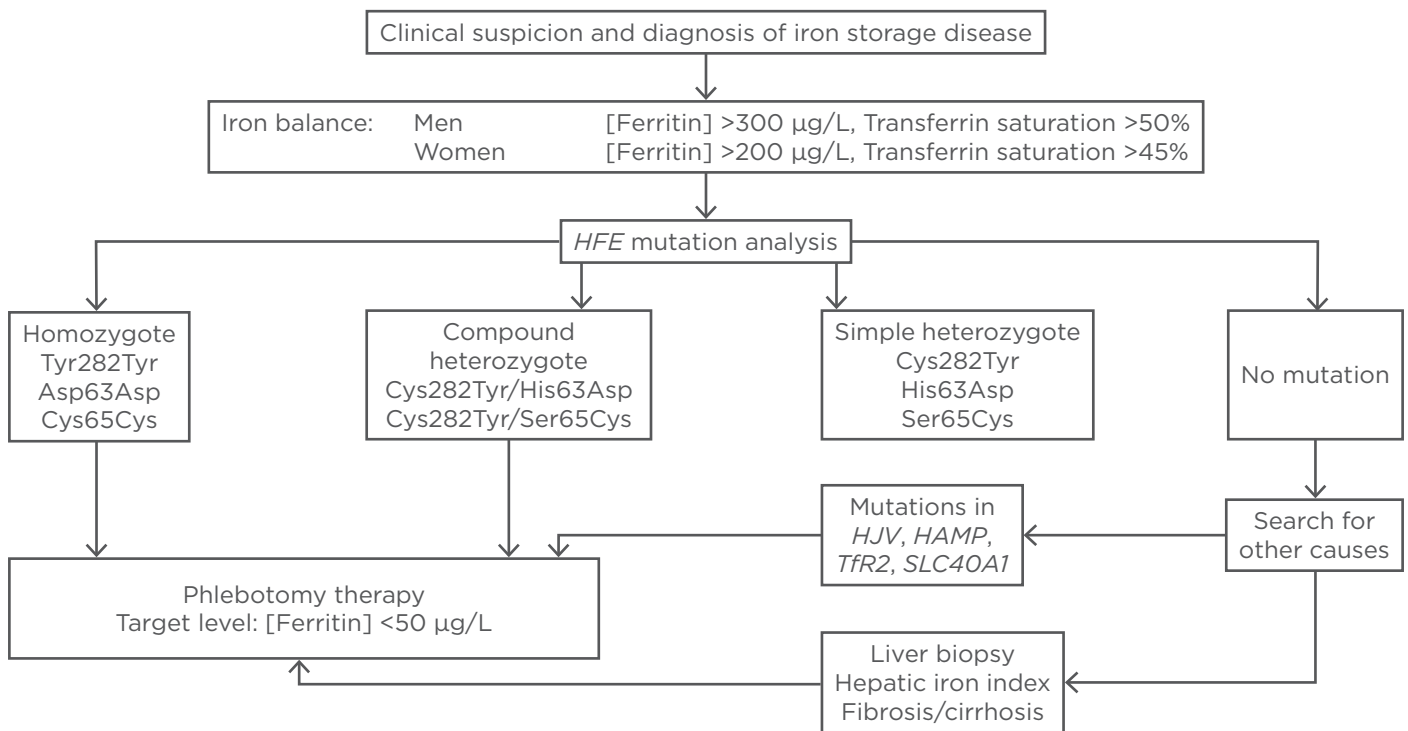 Clinical suspicion and diagnosis of iron storage disease
Iron balance: Men [Ferritin] >300 µg/L, Transferrin saturation >50%
Women [Ferritin] >200 µg/L, Transferrin saturation >45%
HFE mutation analysis
Homozygote
Tyr282Tyr
Asp63Asp
Cys65Cys
Compound
heterozygote
Cys282Tyr/His63Asp
Cys282Tyr/Ser65Cys
Simple heterozygote
Cys282Tyr
His63Asp
Ser65Cys
No mutation
Mutations in
HJV, HAMP,
TfR2, SLC40A1
Search for
other causes
Phlebotomy therapy
Target level: [Ferritin] <50 µg/L
Liver biopsy
Hepatic iron index
Fibrosis/cirrhosis